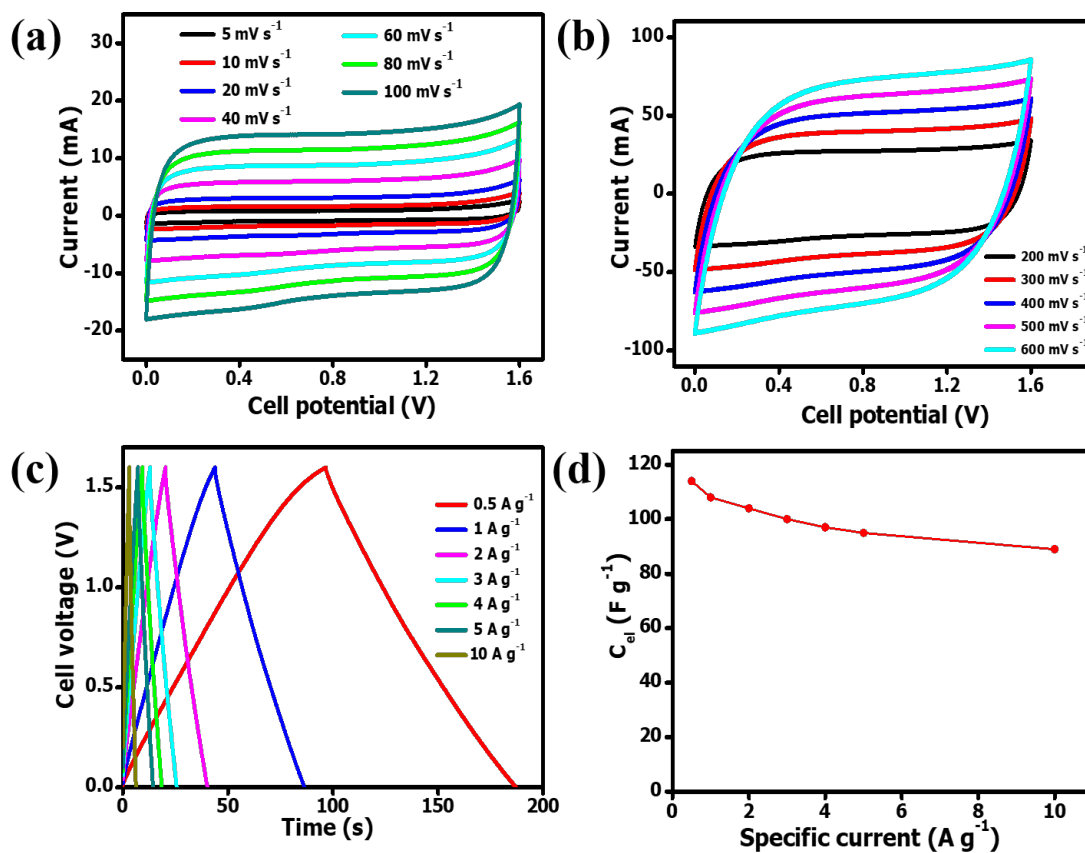 (a)
5 mV s⁻¹
10 mV s⁻¹
20 mV s⁻¹
40 mV s⁻¹
60 mV s⁻¹
80 mV s⁻¹
100 mV s⁻¹
30
20
10
0
-10
-20
Current (mA)
0.0 0.4 0.8 1.2 1.6
Cell potential (V)
(b)
100
50
0
-50
-100
Current (mA)
200 mV s⁻¹
300 mV s⁻¹
400 mV s⁻¹
500 mV s⁻¹
600 mV s⁻¹
0.0 0.4 0.8 1.2 1.6
Cell potential (V)
(c)
1.5
1.0
0.5
0.0
Cell voltage (V)
0.5 A g⁻¹
1 A g⁻¹
2 A g⁻¹
3 A g⁻¹
4 A g⁻¹
5 A g⁻¹
10 A g⁻¹
0 50 100 150 200
Time (s)
(d)
120
100
80
60
40
20
0
C_el (F g⁻¹)
0 2 4 6 8 10
Specific current (A g⁻¹)